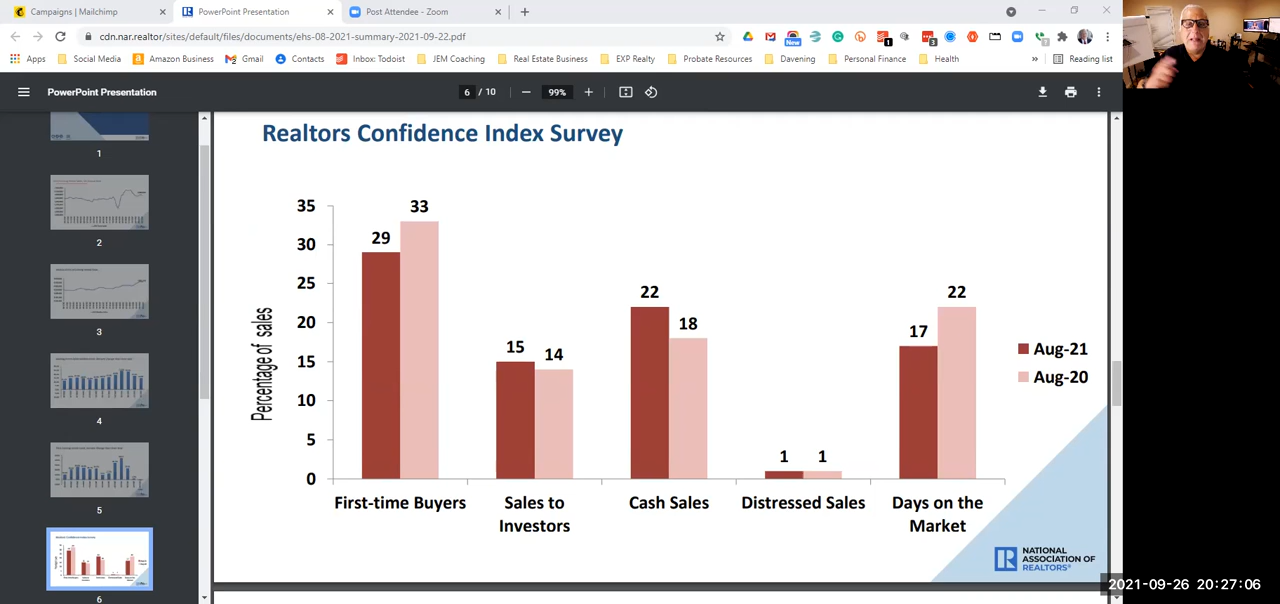 Campaigns | Mailchimp
PowerPoint Presentation
Post Attendee - Zoom
cdn.nar.realtor/sites/default/files/documents/ehs-08-2021-summary-2021-09-22.pdf
New
1
3
Apps
Social Media
Amazon Business
Gmail
Contacts
Inbox: Todoist
JEM Coaching
Real Estate Business
EXP Realty
Probate Resources
Davening
Personal Finance
Health
»
Reading list
PowerPoint Presentation
6 / 10
99%
1
2
3
4
5
6
Realtors Confidence Index Survey
Percentage of sales
35
30
25
20
15
10
5
0
29
33
15
14
22
18
1
1
17
22
First-time Buyers
Sales to
Investors
Cash Sales
Distressed Sales
Days on the
Market
Aug-21
Aug-20
NATIONAL
ASSOCIATION OF
REALTORS®
2021-09-26 20:27:06